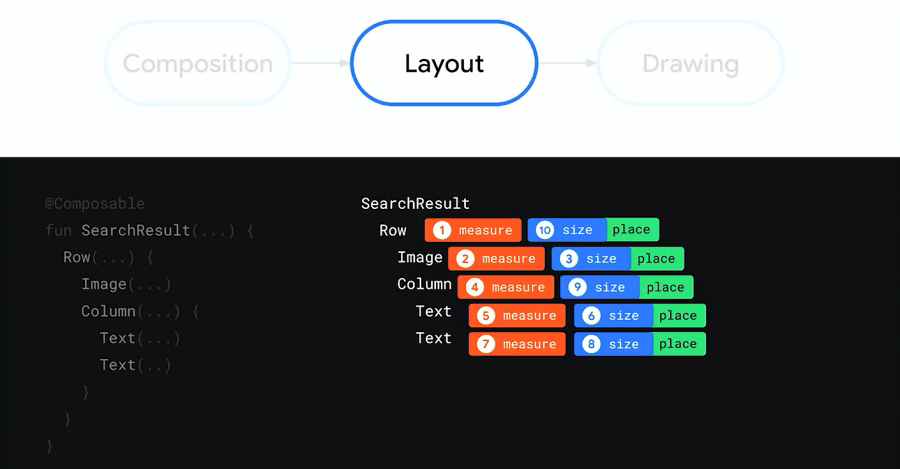 Composition
Layout
Drawing
@Composable
fun SearchResult(...) {
Row(...) {
Image(...)
Column(...) {
Text(...)
Text(..)
}
}
}
SearchResult
Row 1 measure 10 size place
Image 2 measure 3 size place
Column 4 measure 9 size place
Text 5 measure 6 size place
Text 7 measure 8 size place